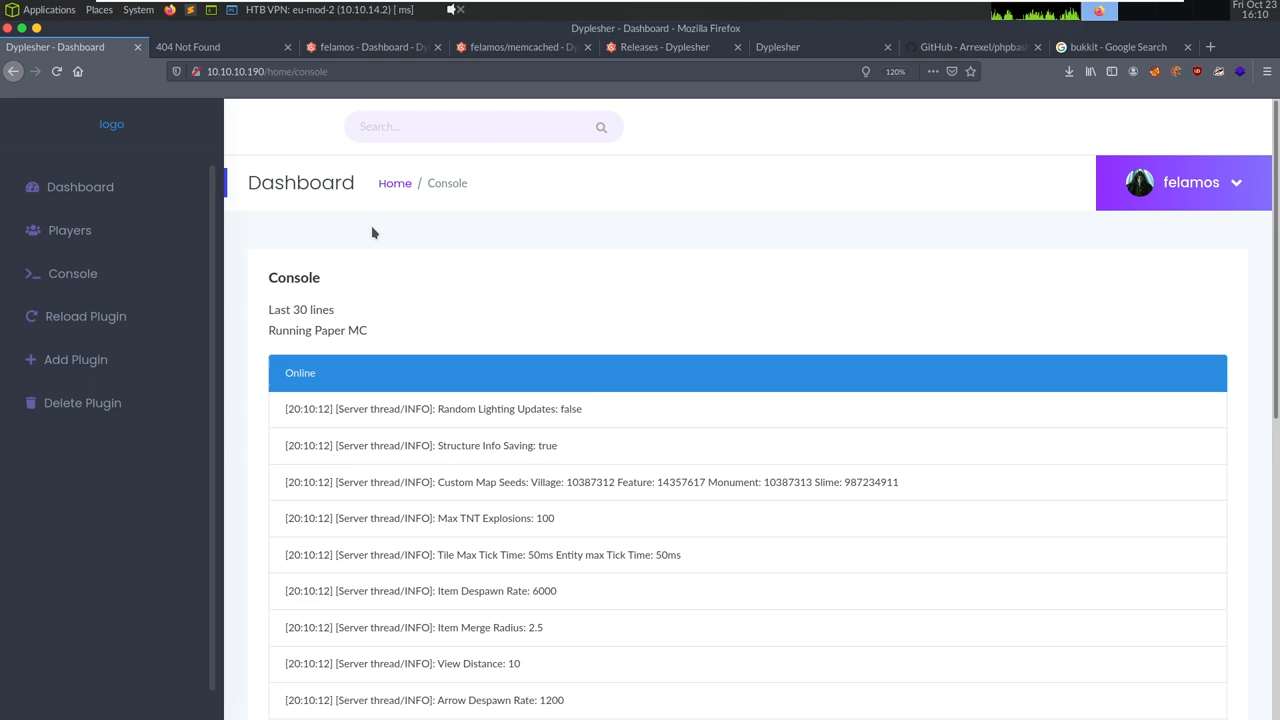 Applications Places System HTB VPN: eu-mod-2 (10.10.14.2) [ ms] Fri Oct 23
16:10
Dyplesher - Dashboard - Mozilla Firefox
Dyplesher - Dashboard 404 Not Found felamos - Dashboard - Dy felamos/memcached - Dy Releases - Dyplesher Dyplesher GitHub - Arrexel/phpbas bukkit - Google Search
10.10.10.190/home/console 120%
logo
Search...
Dashboard
Players
Console
Reload Plugin
Add Plugin
Delete Plugin
Dashboard Home / Console felamos
Console
Last 30 lines
Running Paper MC
Online
[20:10:12] [Server thread/INFO]: Random Lighting Updates: false
[20:10:12] [Server thread/INFO]: Structure Info Saving: true
[20:10:12] [Server thread/INFO]: Custom Map Seeds: Village: 10387312 Feature: 14357617 Monument: 10387313 Slime: 987234911
[20:10:12] [Server thread/INFO]: Max TNT Explosions: 100
[20:10:12] [Server thread/INFO]: Tile Max Tick Time: 50ms Entity max Tick Time: 50ms
[20:10:12] [Server thread/INFO]: Item Despawn Rate: 6000
[20:10:12] [Server thread/INFO]: Item Merge Radius: 2.5
[20:10:12] [Server thread/INFO]: View Distance: 10
[20:10:12] [Server thread/INFO]: Arrow Despawn Rate: 1200